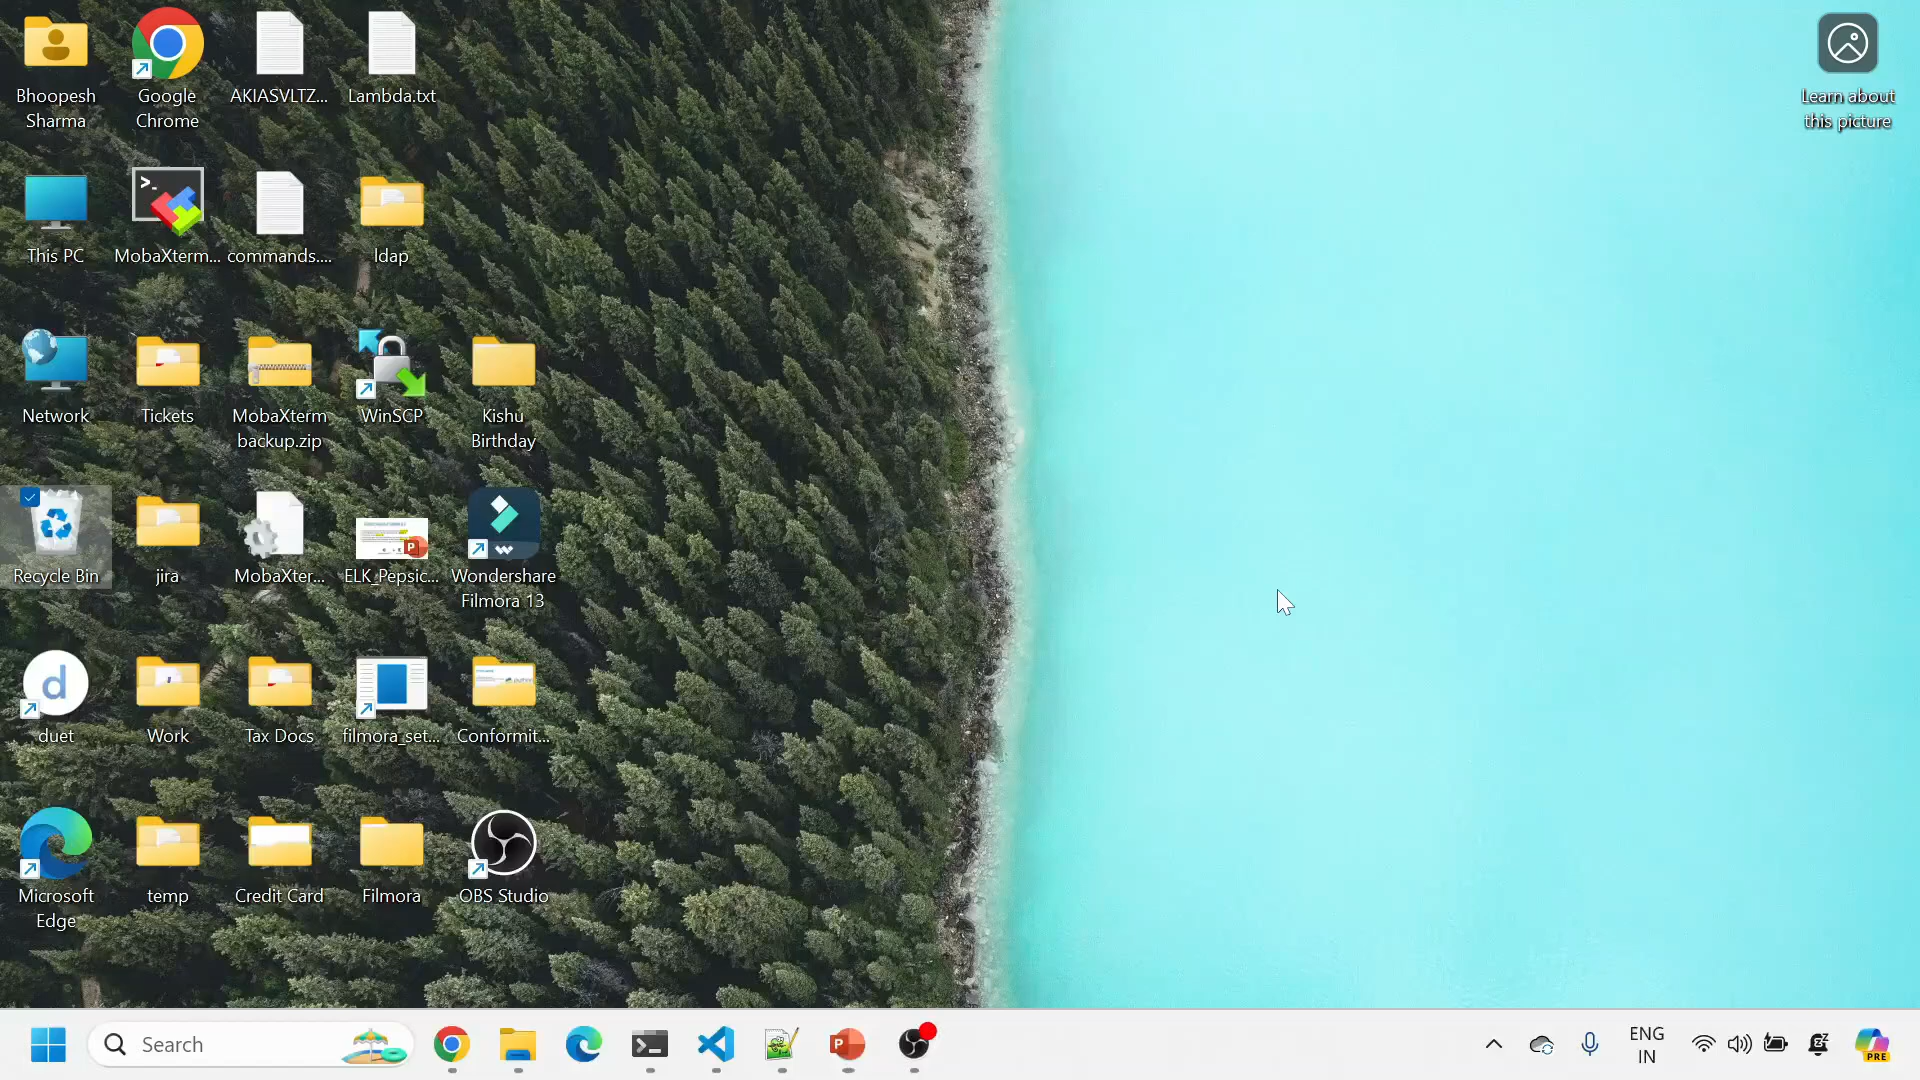 Bhoopesh
Sharma
Google
Chrome
AKIASVLTZ...
Lambda.txt
Learn about
this picture
This PC
MobaXterm...
commands....
ldap
Network
Tickets
MobaXterm
backup.zip
WinSCP
Kishu
Birthday
Recycle Bin
jira
MobaXter...
ELK_Pepsic...
Wondershare
Filmora 13
d
duet
Work
Tax Docs
filmora_set...
Conformit...
Microsoft
Edge
temp
Credit Card
Filmora
OBS Studio
Search
ENG
IN
PRE